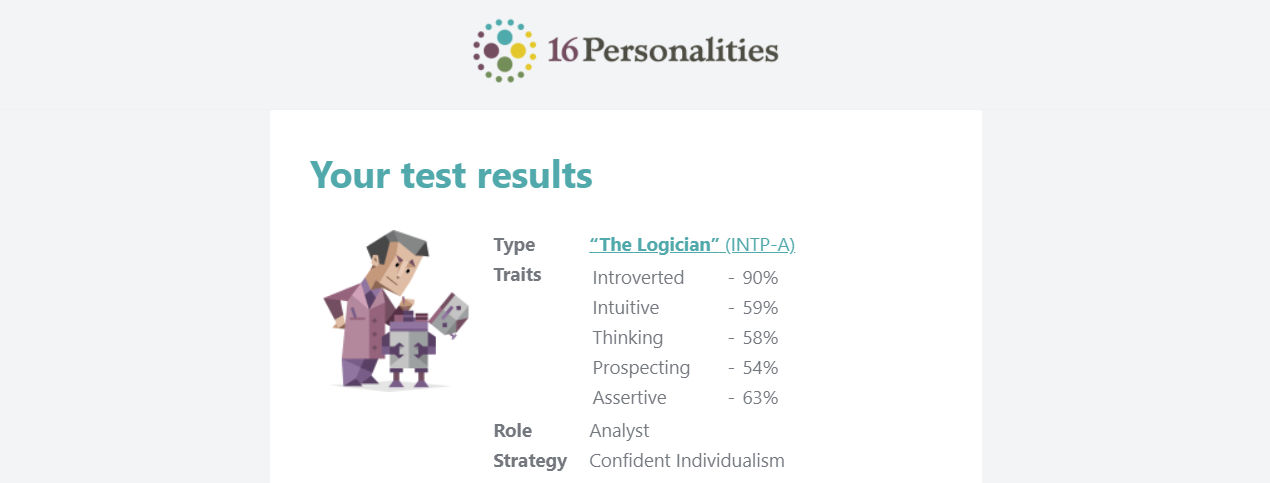 16Personalities
Your test results
Type “The Logician” (INTP-A)
Traits Introverted - 90%
Intuitive - 59%
Thinking - 58%
Prospecting - 54%
Assertive - 63%
Role Analyst
Strategy Confident Individualism